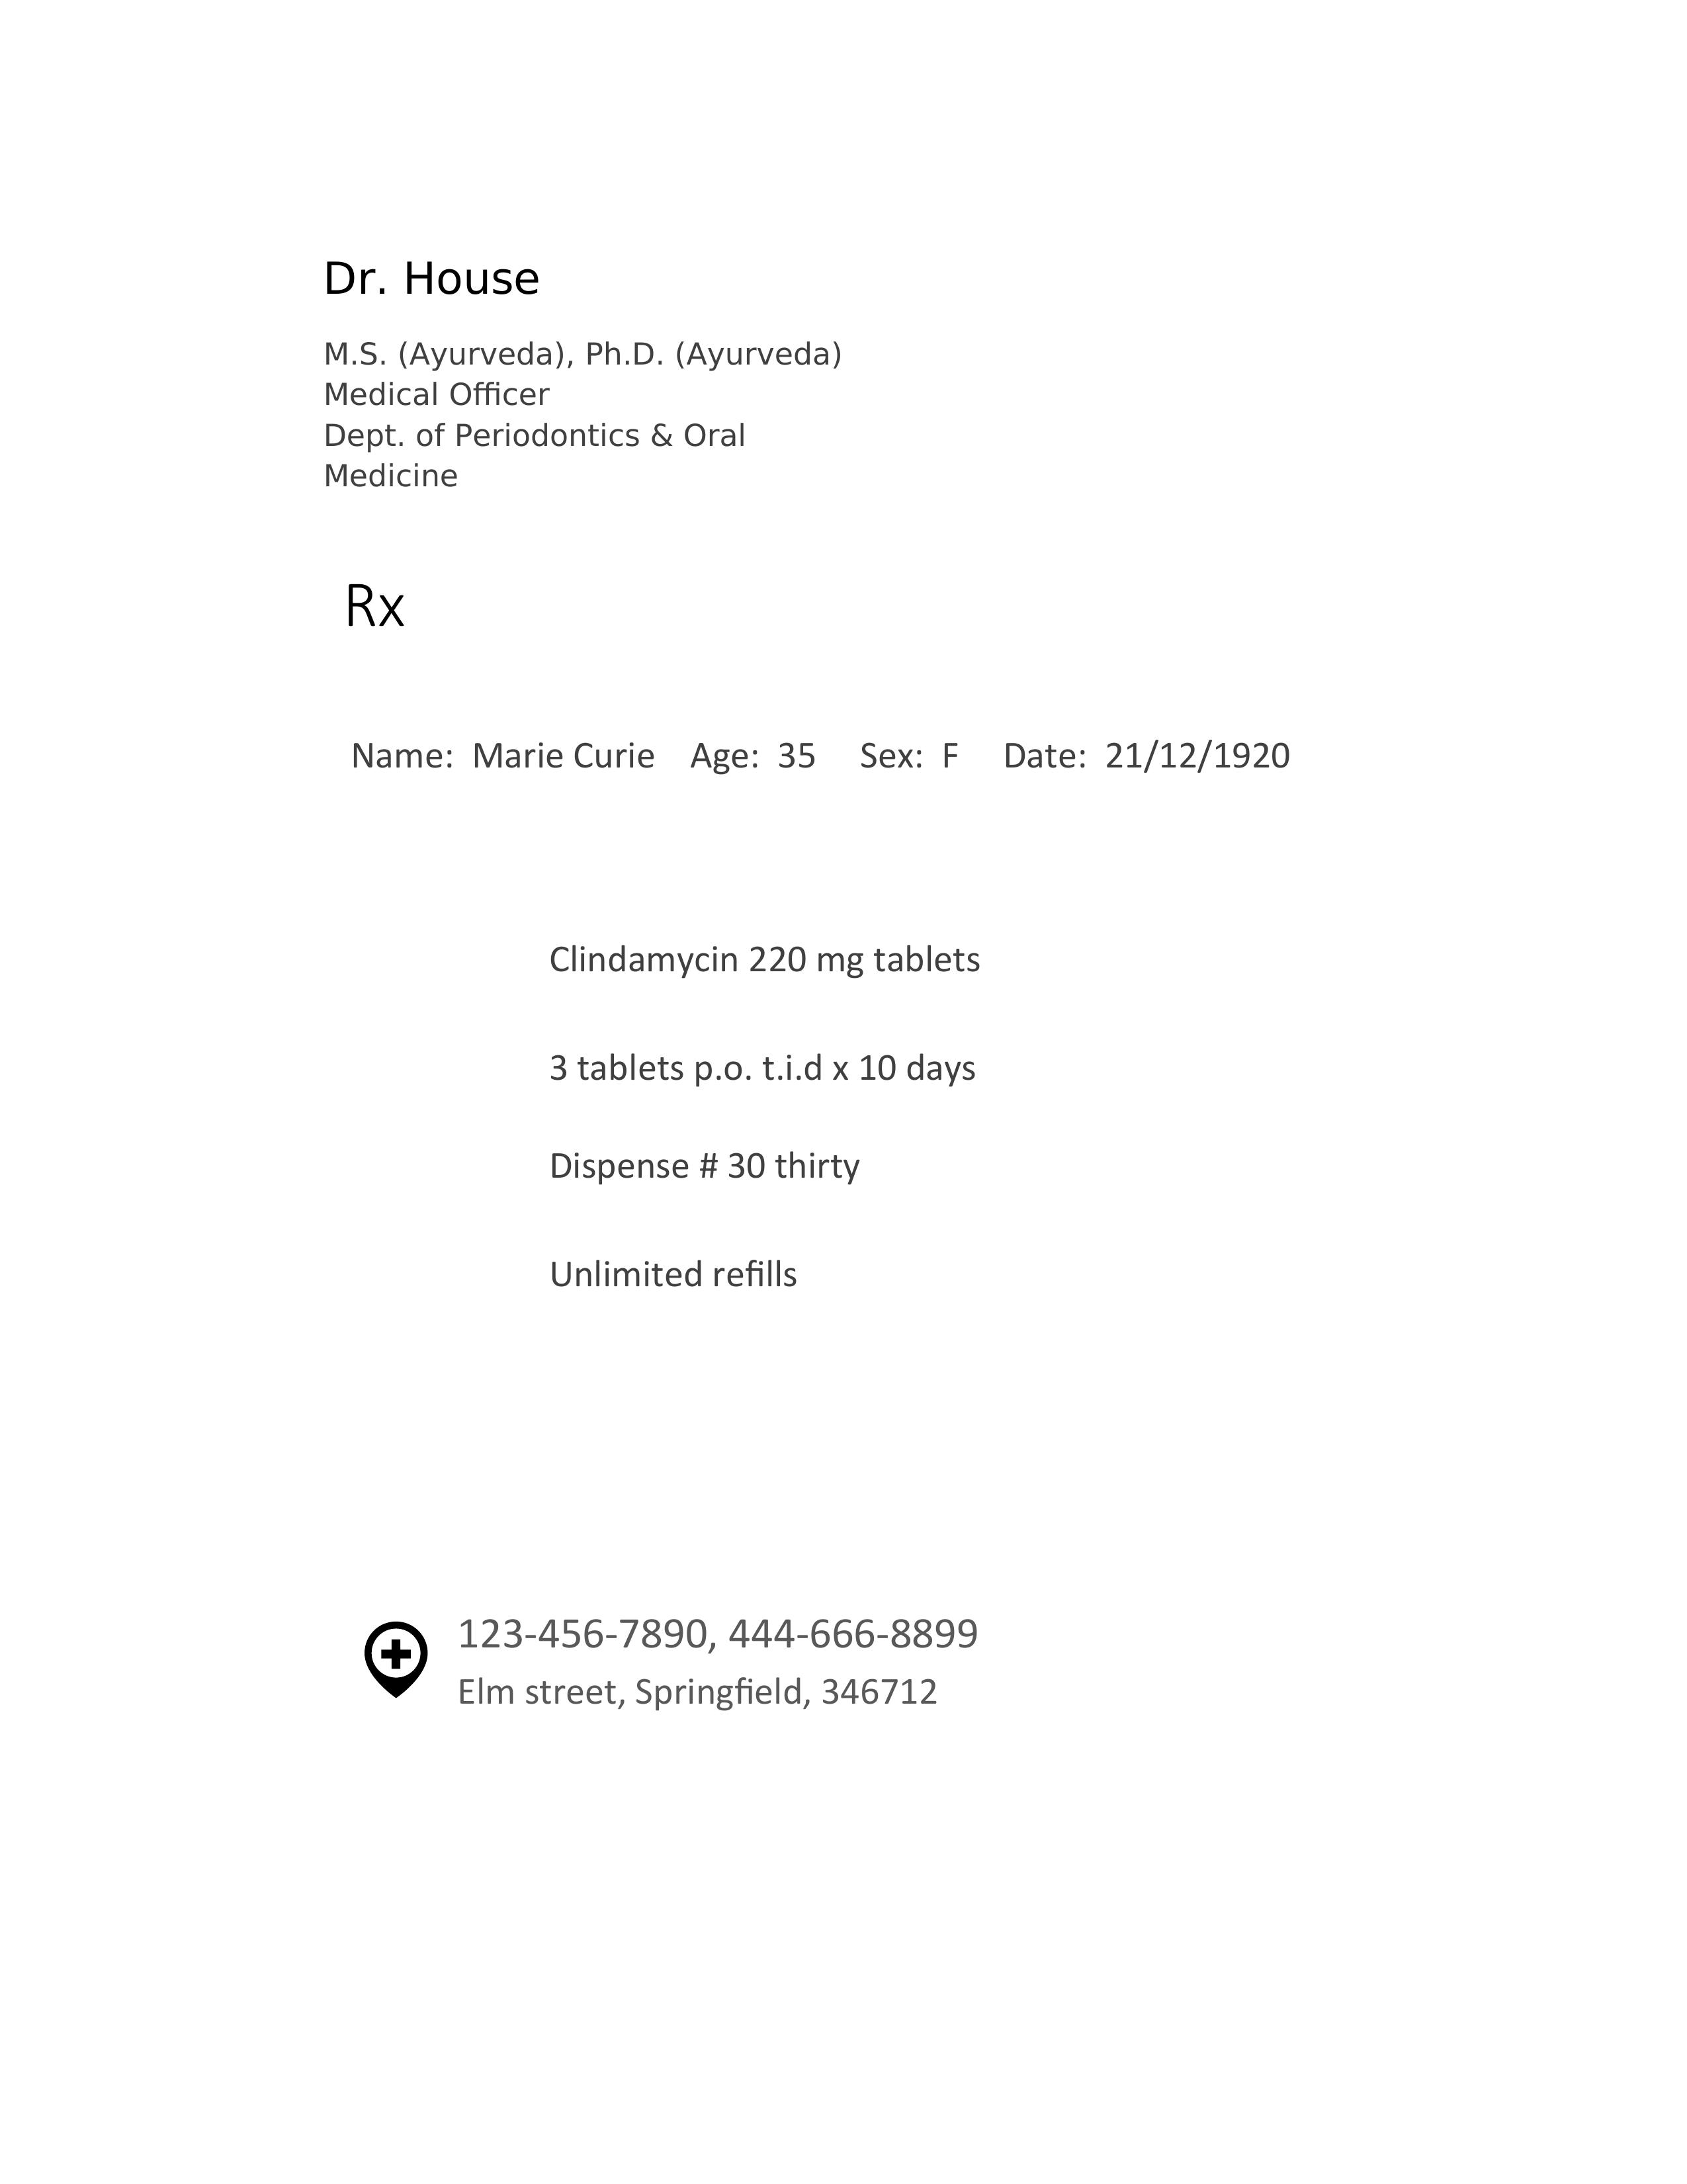 Dr. House
M.S. (Ayurveda), Ph.D. (Ayurveda)
Medical Officer
Dept. of Periodontics & Oral
Medicine
Rx
Name: Marie Curie Age: 35 Sex: F Date: 21/12/1920
Clindamycin 220 mg tablets
3 tablets p.o. t.i.d x 10 days
Dispense # 30 thirty
Unlimited refills
123-456-7890, 444-666-8899
Elm street, Springfield, 346712